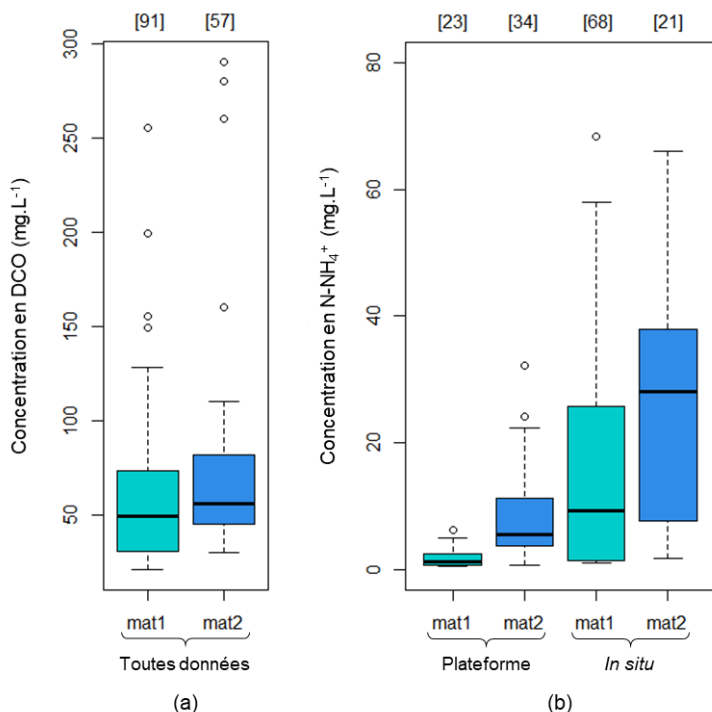 [91] [57]
300
250
200
150
100
50
Concentration en DCO (mg.L⁻¹)
mat1 mat2
Toutes données
(a)
[23] [34] [68] [21]
80
60
40
20
0
Concentration en N-NH₄⁺ (mg.L⁻¹)
mat1 mat2 mat1 mat2
Plateforme In situ
(b)